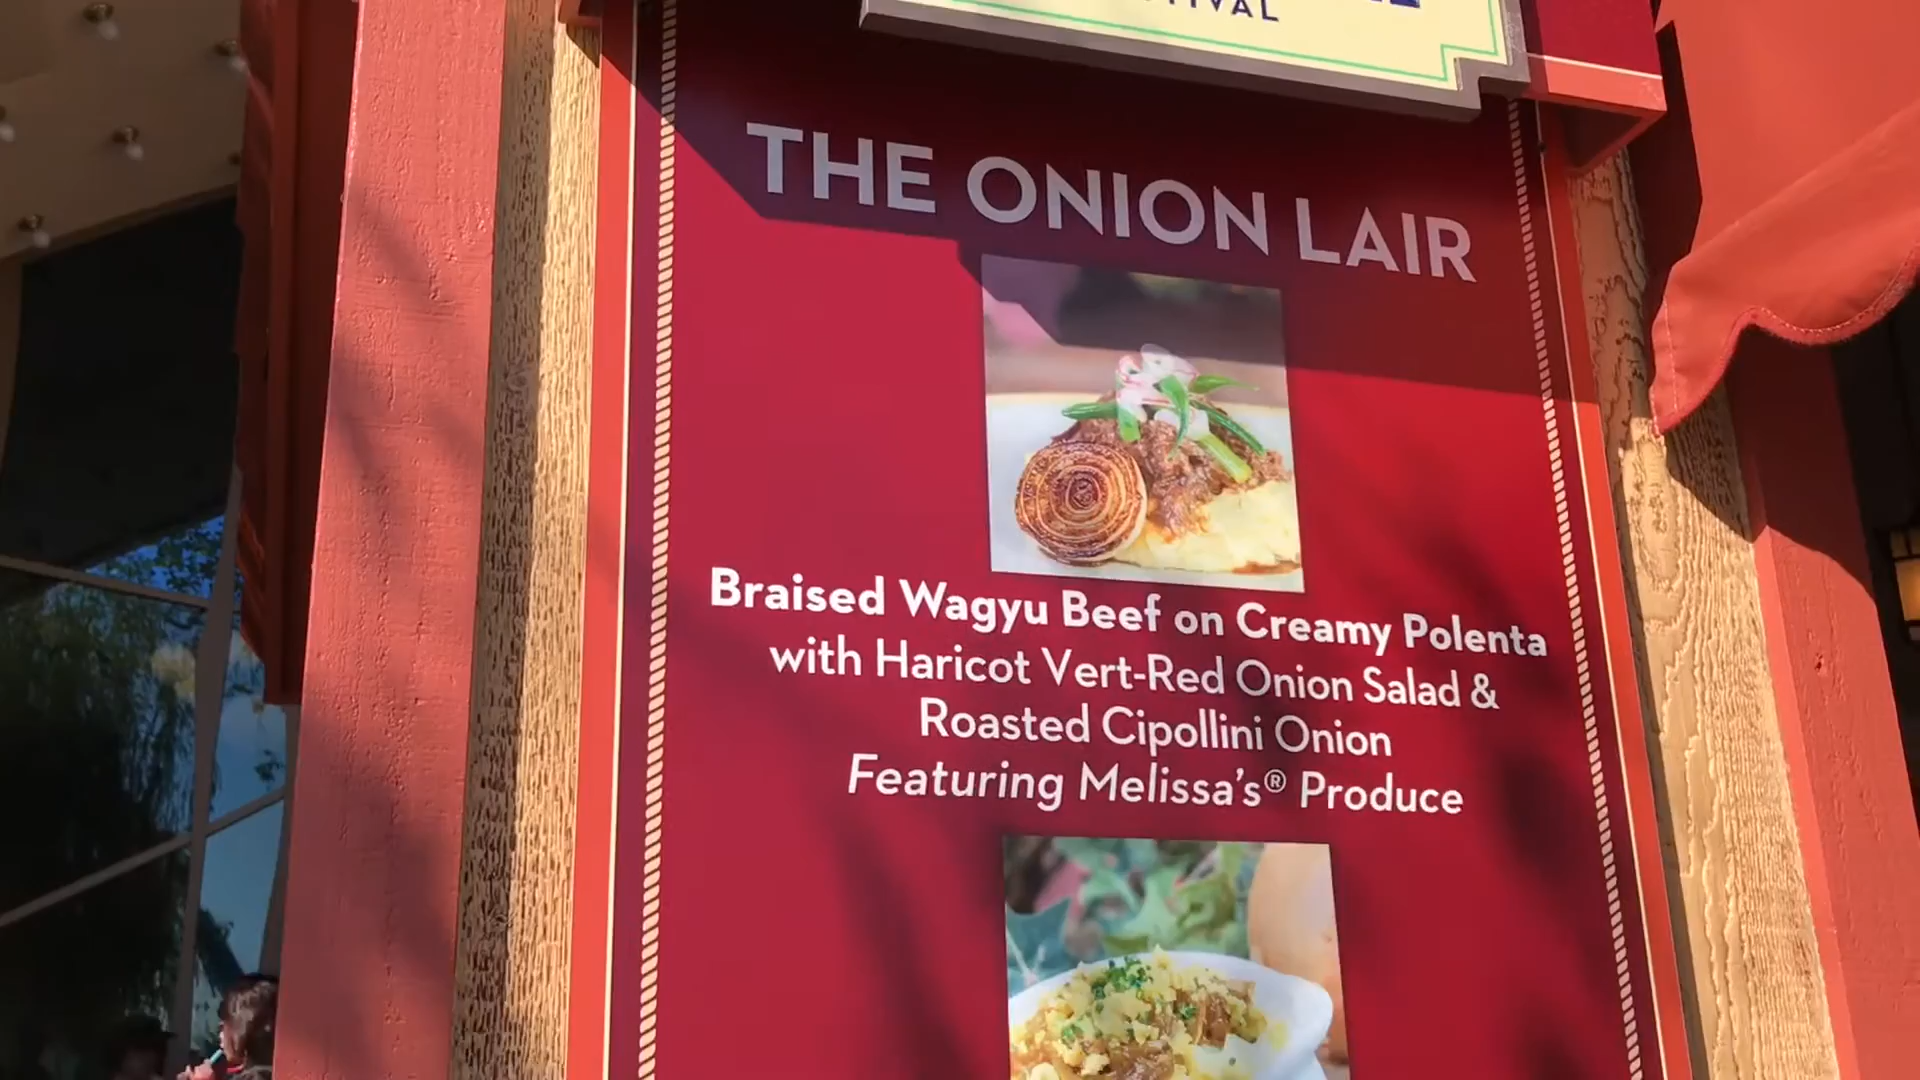 THE ONION LAIR
Braised Wagyu Beef on Creamy Polenta
with Haricot Vert-Red Onion Salad &
Roasted Cipollini Onion
Featuring Melissa's® Produce